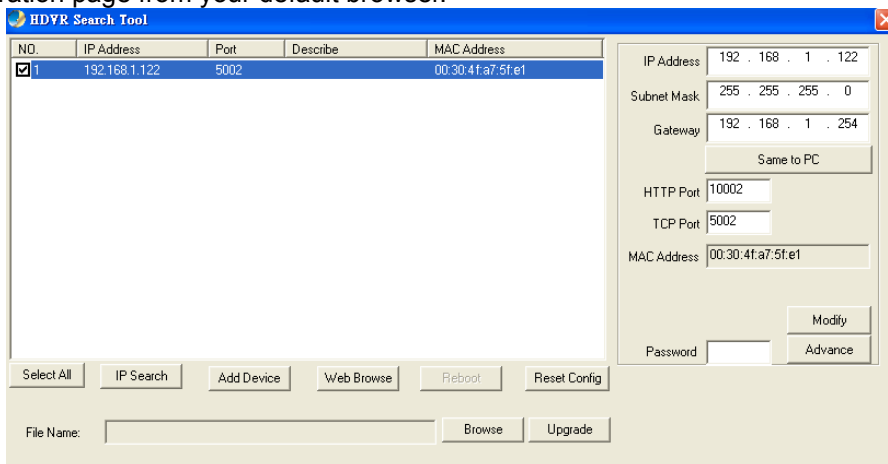 ation page from your default browser.
HDVR Search Tool
NO. IP Address Port Describe MAC Address
1 192.168.1.122 5002 00:30:4f:a7:5f:e1
IP Address 192 . 168 . 1 . 122
Subnet Mask 255 . 255 . 255 . 0
Gateway 192 . 168 . 1 . 254
Same to PC
HTTP Port 10002
TCP Port 5002
MAC Address 00:30:4f:a7:5f:e1
Modify
Password Advance
Select All IP Search Add Device Web Browse Reboot Reset Config
File Name: Browse Upgrade